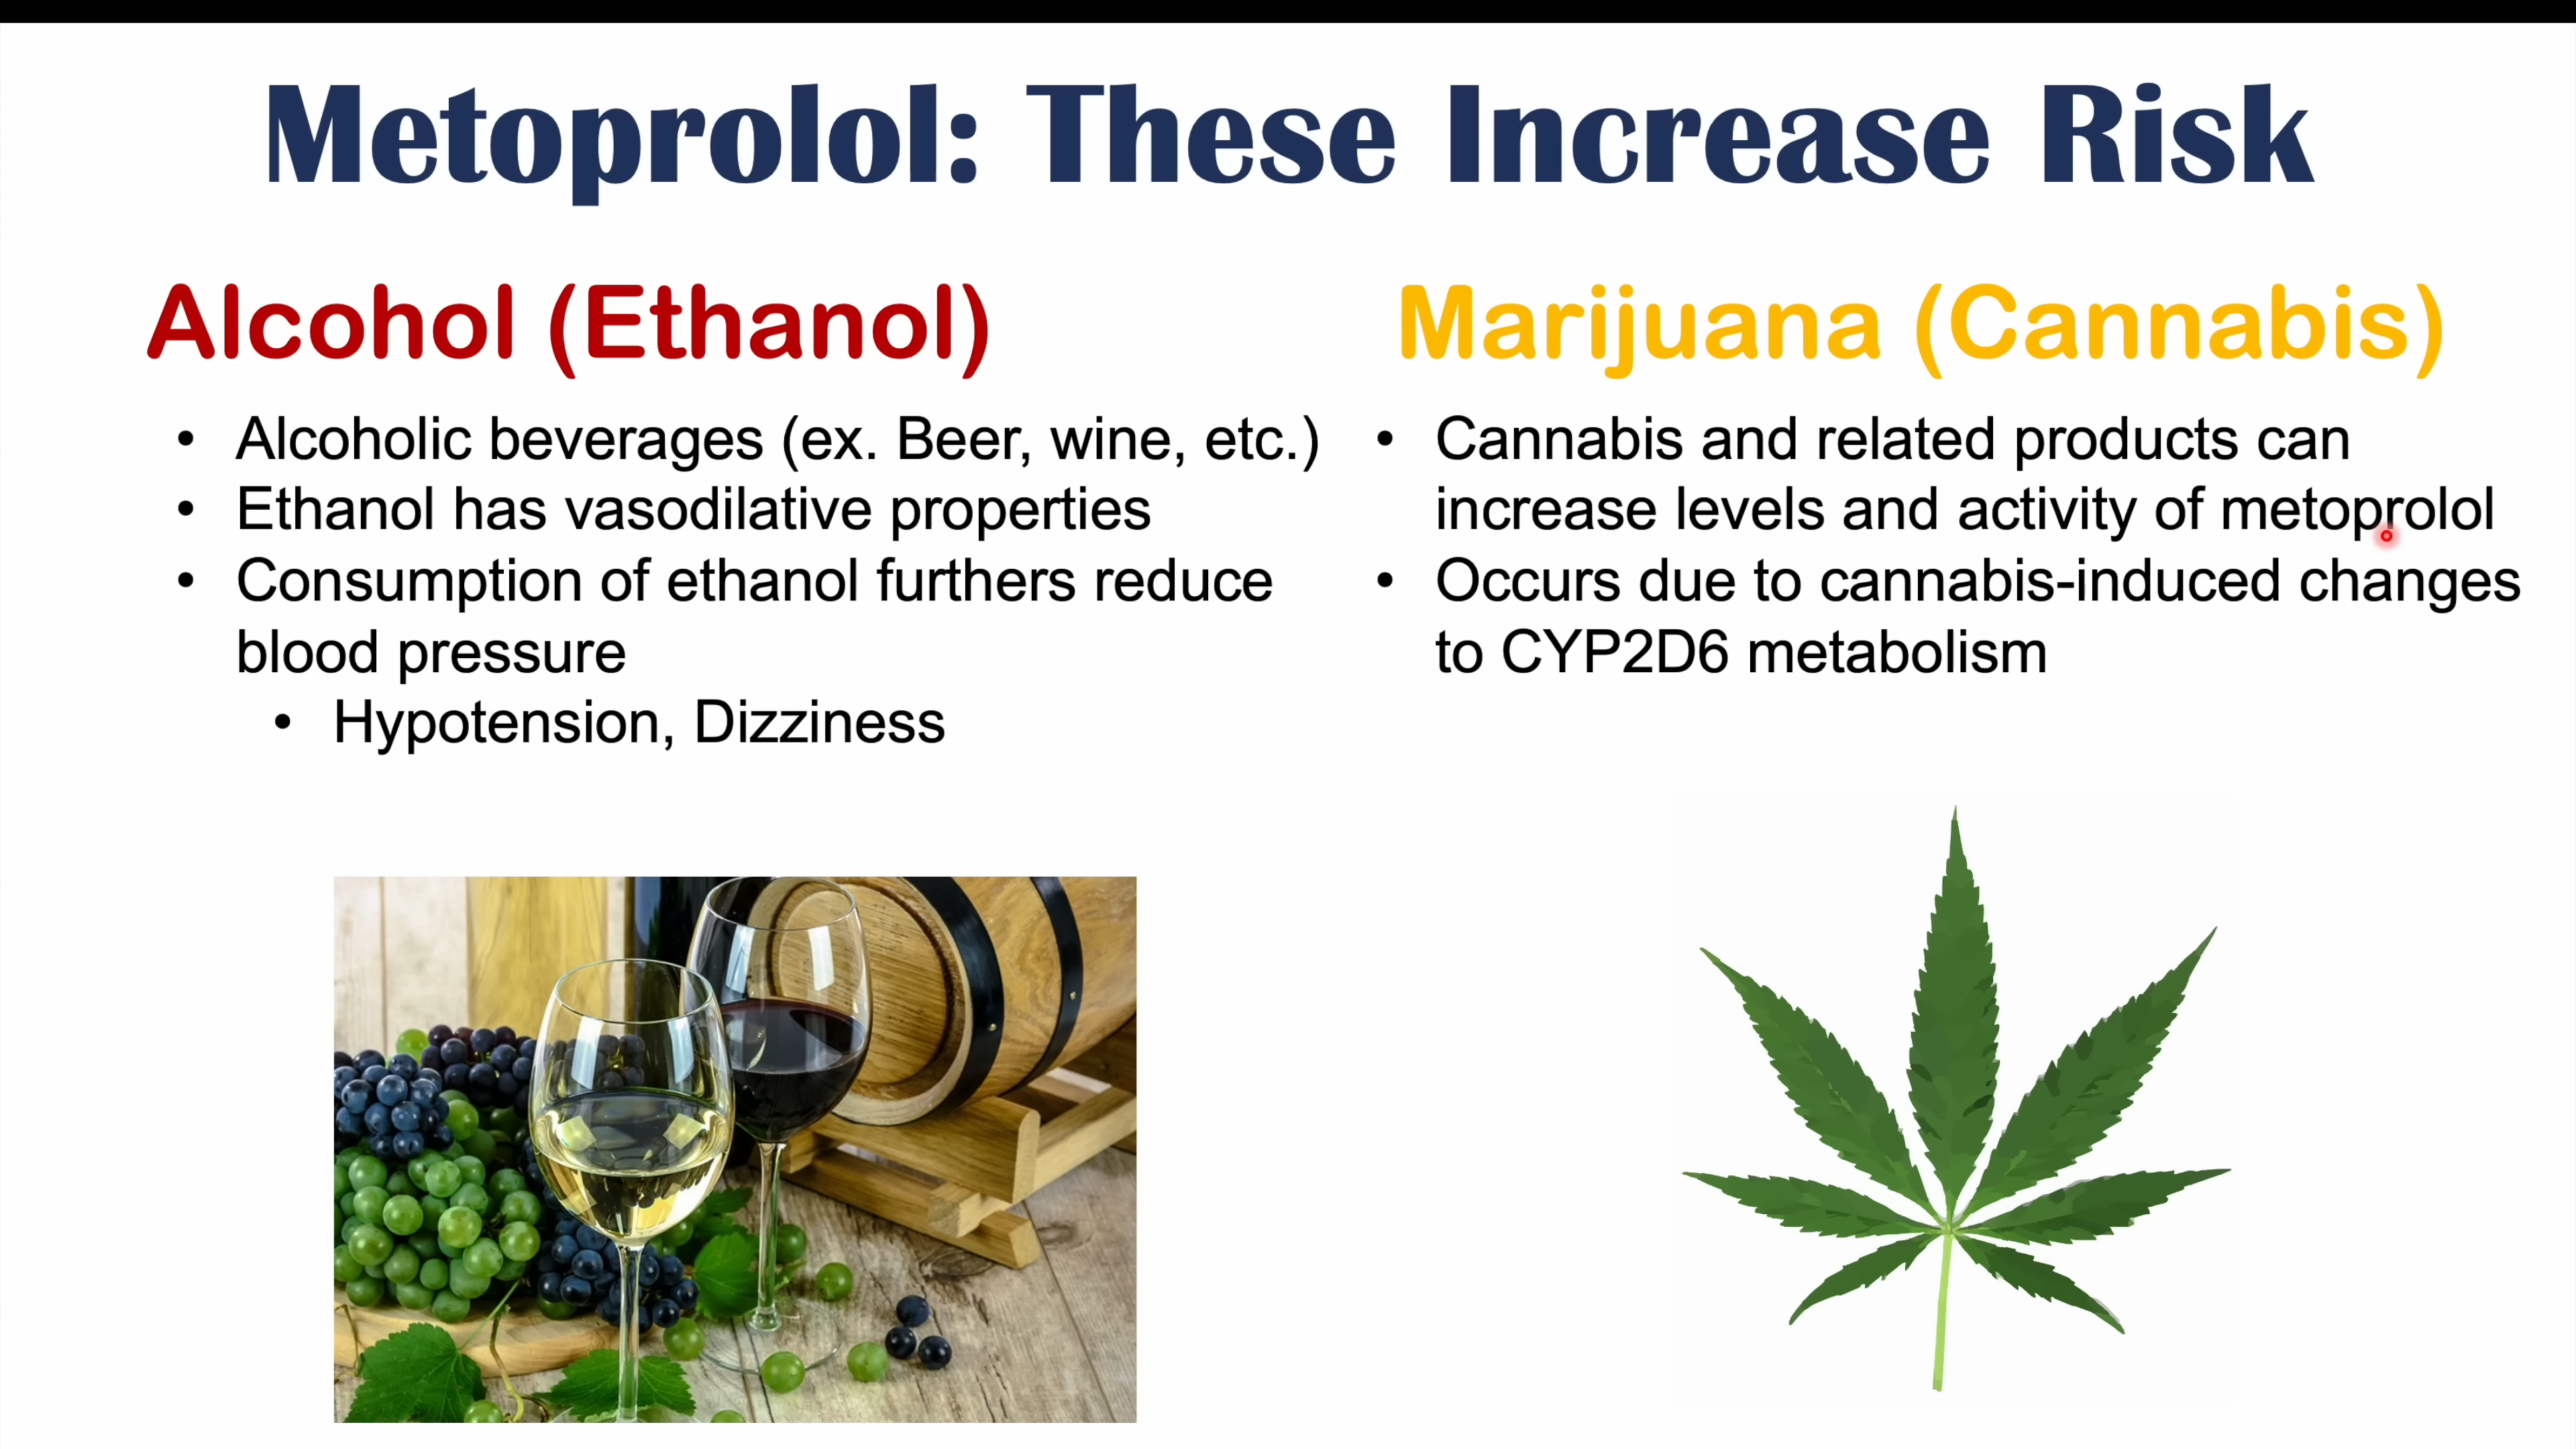 Metoprolol: These Increase Risk
Alcohol (Ethanol)
• Alcoholic beverages (ex. Beer, wine, etc.)
• Ethanol has vasodilative properties
• Consumption of ethanol furthers reduce
blood pressure
• Hypotension, Dizziness
Marijuana (Cannabis)
• Cannabis and related products can
increase levels and activity of metoprolol
• Occurs due to cannabis-induced changes
to CYP2D6 metabolism